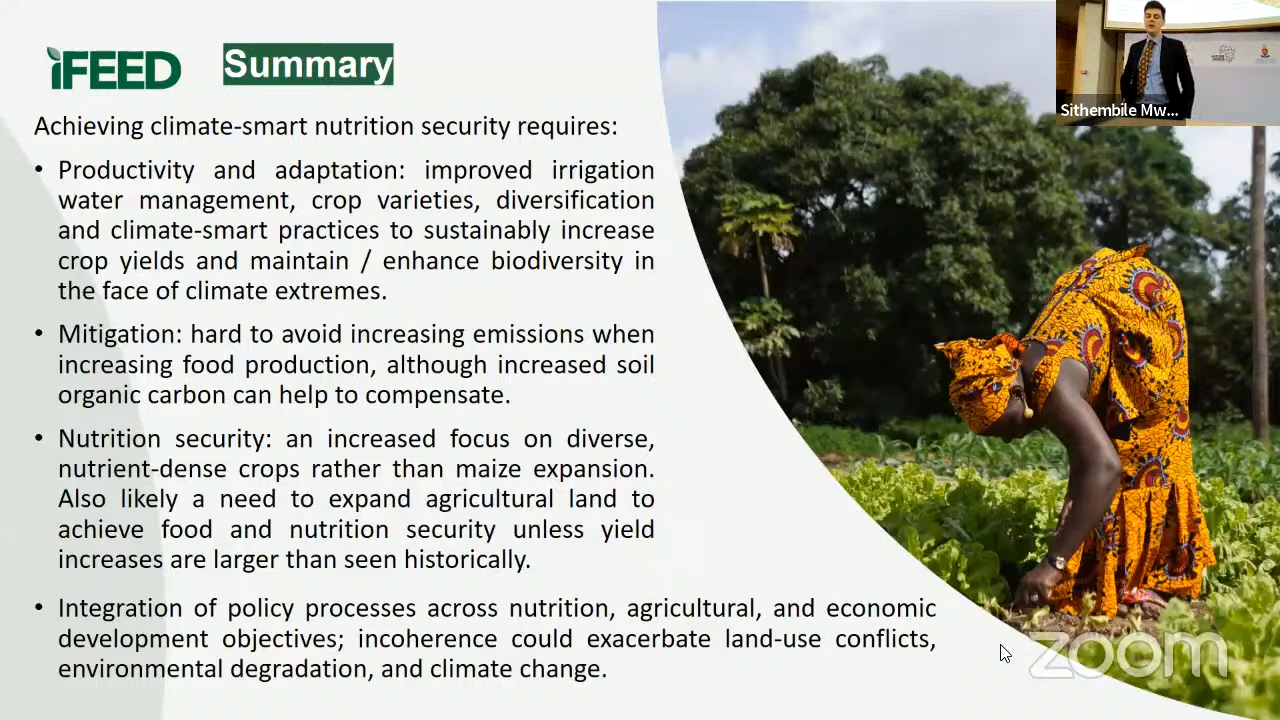 iFEED
Summary
Achieving climate-smart nutrition security requires:
• Productivity and adaptation: improved irrigation
water management, crop varieties, diversification
and climate-smart practices to sustainably increase
crop yields and maintain / enhance biodiversity in
the face of climate extremes.
• Mitigation: hard to avoid increasing emissions when
increasing food production, although increased soil
organic carbon can help to compensate.
• Nutrition security: an increased focus on diverse,
nutrient-dense crops rather than maize expansion.
Also likely a need to expand agricultural land to
achieve food and nutrition security unless yield
increases are larger than seen historically.
• Integration of policy processes across nutrition, agricultural, and economic
development objectives; incoherence could exacerbate land-use conflicts,
environmental degradation, and climate change.
Sithembile Mw...
zoom